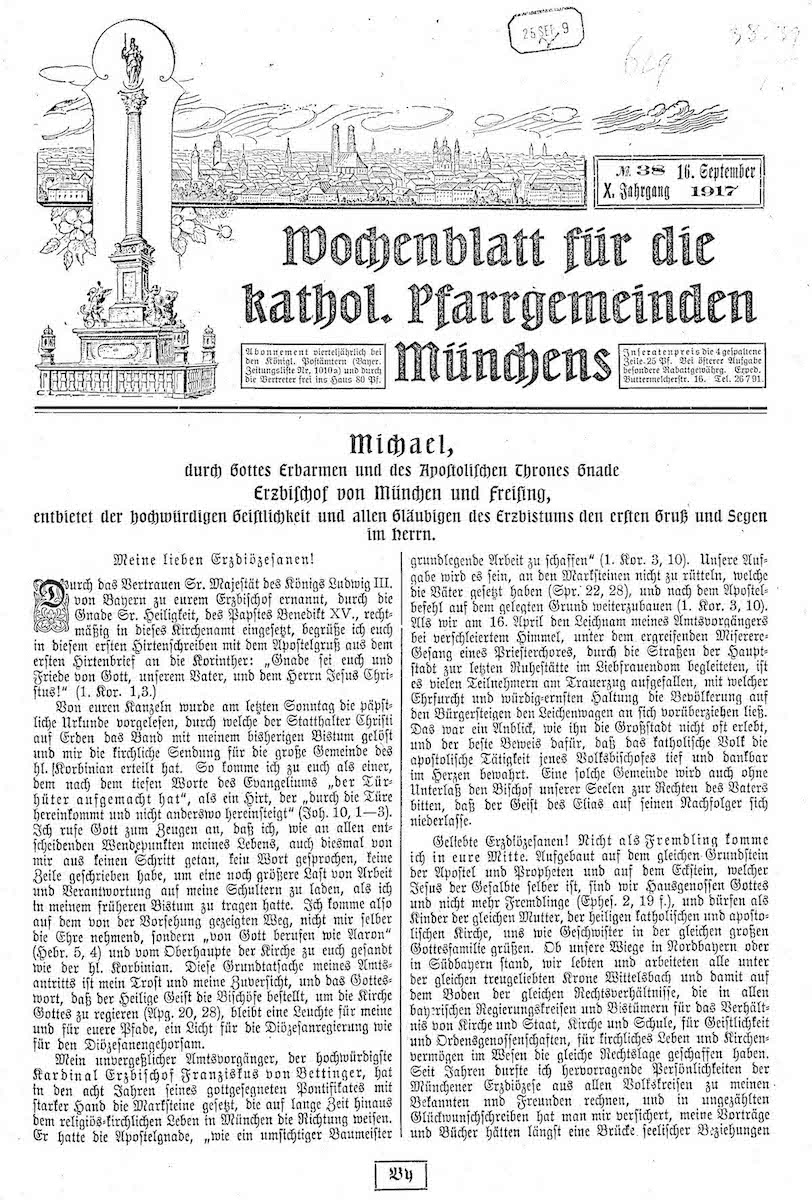 25 SET. 9
629
38-39
№ 38 16. September
X. Jahrgang 1917
Wochenblatt für die
kathol. Pfarrgemeinden
Münchens
Abonnement vierteljährlich bei
den Königl. Postämtern (Bayer.
Zeitungsliste Nr. 1010a) und durch
die Vertreter frei ins Haus 80 Pf.
Inseratenpreis die 4 gespaltene
Zeile 25 Pf. Bei öfterer Aufgabe
besondere Rabattgewährg. Exped.
Buttermelcherstr. 16. Tel. 26791.
Michael,
durch Gottes Erbarmen und des Apostolischen Thrones Gnade
Erzbischof von München und Freising,
entbietet der hochwürdigen Geistlichkeit und allen Gläubigen des Erzbistums den ersten Gruß und Segen
im Herrn.
Meine lieben Erzdiözesanen!
Durch das Vertrauen Sr. Majestät des Königs Ludwig III.
von Bayern zu eurem Erzbischof ernannt, durch die
Gnade Sr. Heiligkeit, des Papstes Benedikt XV., recht-
mäßig in dieses Kirchenamt eingesetzt, begrüße ich euch
in diesem ersten Hirtenschreiben mit dem Apostelgruß aus dem
ersten Hirtenbrief an die Korinther: „Gnade sei euch und
Friede von Gott, unserem Vater, und dem Herrn Jesus Chri-
stus!“ (1. Kor. 1,3.)
Von euren Kanzeln wurde am letzten Sonntag die päpst-
liche Urkunde vorgelesen, durch welche der Statthalter Christi
auf Erden das Band mit meinem bisherigen Bistum gelöst
und mir die kirchliche Sendung für die große Gemeinde des
hl. Korbinian erteilt hat. So komme ich zu euch als einer,
dem nach dem tiefen Worte des Evangeliums „der Tür-
hüter aufgemacht hat“, als ein Hirt, der „durch die Türe
hereinkommt und nicht anderswo hereinsteigt“ (Joh. 10, 1—3).
Ich rufe Gott zum Zeugen an, daß ich, wie an allen ent-
scheidenden Wendepunkten meines Lebens, auch diesmal von
mir aus keinen Schritt getan, kein Wort gesprochen, keine
Zeile geschrieben habe, um eine noch größere Last von Arbeit
und Verantwortung auf meine Schultern zu laden, als ich
in meinem früheren Bistum zu tragen hatte. Ich komme also
auf dem von der Vorsehung gezeigten Weg, nicht mir selber
die Ehre nehmend, sondern „von Gott berufen wie Aaron“
(Hebr. 5, 4) und vom Oberhaupte der Kirche zu euch gesandt
wie der hl. Korbinian. Diese Grundtatsache meines Amts-
antritts ist mein Trost und meine Zuversicht, und das Gottes-
wort, daß der Heilige Geist die Bischöfe bestellt, um die Kirche
Gottes zu regieren (Apg. 20, 28), bleibt eine Leuchte für meine
und für euere Pfade, ein Licht für die Diözesanregierung wie
für den Diözesanengehorsam.
Mein unvergeßlicher Amtsvorgänger, der hochwürdigste
Kardinal Erzbischof Franziskus von Bettinger, hat
in den acht Jahren seines gottgesegneten Pontifikates mit
starker Hand die Marksteine gesetzt, die auf lange Zeit hinaus
dem religiös-kirchlichen Leben in München die Richtung weisen.
Er hatte die Apostelgnade, „wie ein umsichtiger Baumeister
grundlegende Arbeit zu schaffen“ (1. Kor. 3, 10). Unsere Auf-
gabe wird es sein, an den Marksteinen nicht zu rütteln, welche
die Väter gesetzt haben (Spr. 22, 28), und nach dem Apostel-
befehl auf dem gelegten Grund weiterzubauen (1. Kor. 3, 10).
Als wir am 16. April den Leichnam meines Amtsvorgängers
bei verschleiertem Himmel, unter dem ergreifenden Miserere-
Gesang eines Priesterchores, durch die Straßen der Haupt-
stadt zur letzten Ruhestätte im Liebfrauendom begleiteten, ist
es vielen Teilnehmern am Trauerzug aufgefallen, mit welcher
Ehrfurcht und würdig-ernsten Haltung die Bevölkerung auf
den Bürgersteigen den Leichenwagen an sich vorüberziehen ließ.
Das war ein Anblick, wie ihn die Großstadt nicht oft erlebt,
und der beste Beweis dafür, daß das katholische Volk die
apostolische Tätigkeit jenes Volksbischofes tief und dankbar
im Herzen bewahrt. Eine solche Gemeinde wird auch ohne
Unterlaß den Bischof unserer Seelen zur Rechten des Vaters
bitten, daß der Geist des Elias auf seinen Nachfolger sich
niederlasse.
Geliebte Erzdiözesanen! Nicht als Fremdling komme
ich in eure Mitte. Aufgebaut auf dem gleichen Grundstein
der Apostel und Propheten und auf dem Eckstein, welcher
Jesus der Gesalbte selber ist, sind wir Hausgenossen Gottes
und nicht mehr Fremdlinge (Ephes. 2, 19 f.), und dürfen als
Kinder der gleichen Mutter, der heiligen katholischen und aposto-
lischen Kirche, uns wie Geschwister in der gleichen großen
Gottesfamilie grüßen. Ob unsere Wiege in Nordbayern oder
in Südbayern stand, wir lebten und arbeiteten alle unter
der gleichen treugeliebten Krone Wittelsbach und damit auf
dem Boden der gleichen Rechtsverhältnisse, die in allen
bayrischen Regierungskreisen und Bistümern für das Verhält-
nis von Kirche und Staat, Kirche und Schule, für Geistlichkeit
und Ordensgenossenschaften, für kirchliches Leben und Kirchen-
vermögen im Wesen die gleiche Rechtslage geschaffen haben.
Seit Jahren durfte ich hervorragende Persönlichkeiten der
Münchener Erzdiözese aus allen Volkskreisen zu meinen
Bekannten und Freunden rechnen, und in ungezählten
Glückwunschschreiben hat man mir versichert, meine Vorträge
und Bücher hätten längst eine Brücke seelischer Beziehungen